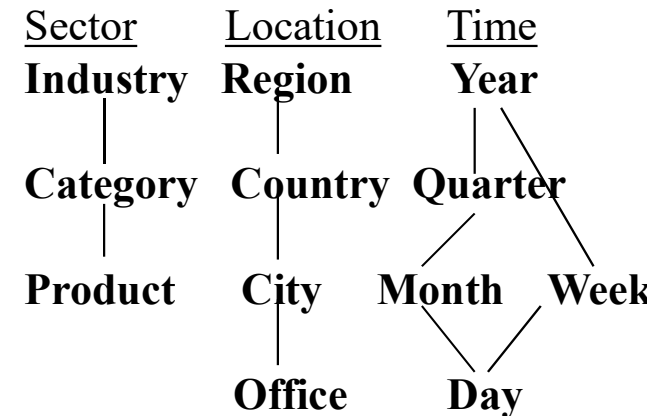 Sector Location Time
Industry Region Year
Category Country Quarter
Product City Month Week
Office Day